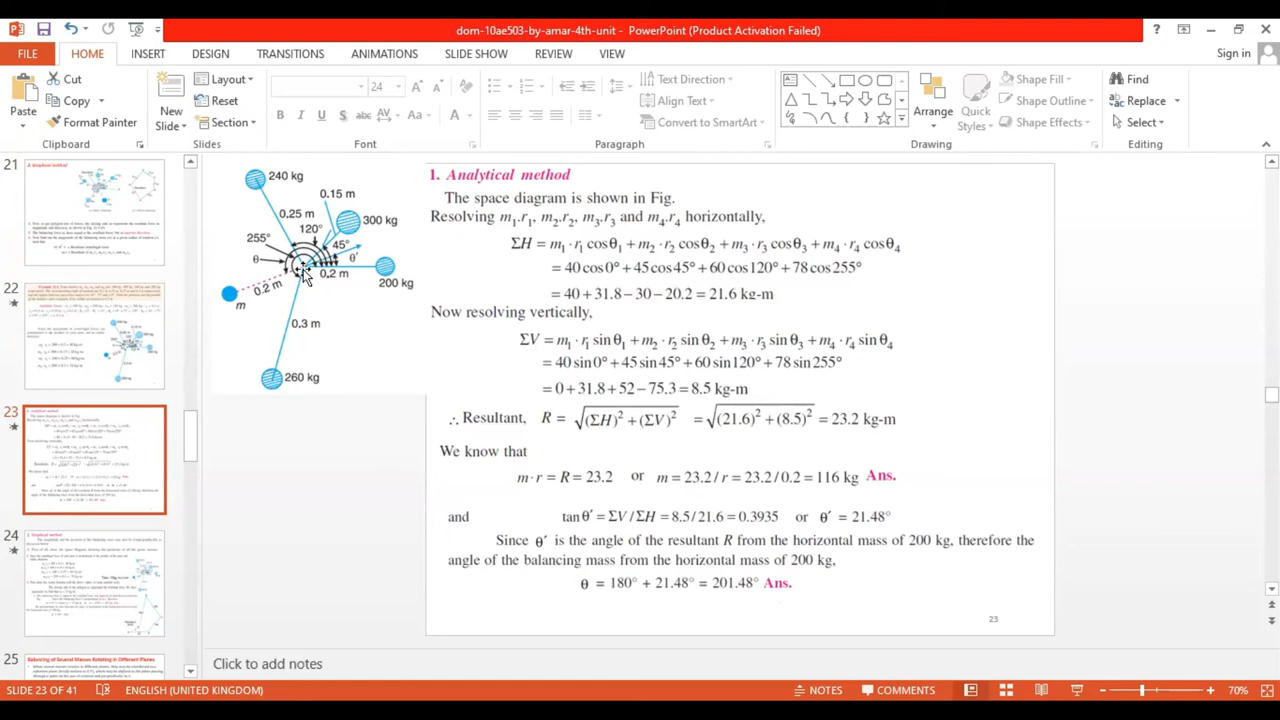 dom-10ae503-by-amar-4th-unit - PowerPoint (Product Activation Failed)
FILE HOME INSERT DESIGN TRANSITIONS ANIMATIONS SLIDE SHOW REVIEW VIEW Sign in
Paste Cut Copy Format Painter
Clipboard
New Slide Layout Reset Section
Slides
24
Font
Text Direction
Align Text
Convert to SmartArt
Paragraph
Arrange Quick Styles Shape Fill Shape Outline Shape Effects
Drawing
Find
Replace
Select
Editing
21
22
23
24
25
Balancing of Several Masses Rotating in Different Planes
240 kg
0.15 m
0.25 m
300 kg
120°
255°
45°
θ
θ′
0.2 m
200 kg
0.2 m
m
0.3 m
260 kg
1. Analytical method
The space diagram is shown in Fig.
Resolving m₁.r₁, m₂.r₂, m₃.r₃ and m₄.r₄ horizontally,
ΣH = m₁ · r₁ cosθ₁ + m₂ · r₂ cosθ₂ + m₃ · r₃ cosθ₃ + m₄ · r₄ cosθ₄
= 40 cos 0° + 45 cos 45° + 60 cos 120° + 78 cos 255°
= 40 + 31.8 − 30 − 20.2 = 21.6 kg-m
Now resolving vertically,
ΣV = m₁ · r₁ sin θ₁ + m₂ · r₂ sin θ₂ + m₃ · r₃ sin θ₃ + m₄ · r₄ sin θ₄
= 40 sin 0° + 45 sin 45° + 60 sin 120° + 78 sin 255°
= 0 + 31.8 + 52 − 75.3 = 8.5 kg-m
∴ Resultant, R = √(ΣH)² + (ΣV)² = √(21.6)² + (8.5)² = 23.2 kg-m
We know that
m · r = R = 23.2 or m = 23.2 / r = 23.2 / 0.2 = 116 kg Ans.
and tan θ′ = ΣV / ΣH = 8.5 / 21.6 = 0.3935 or θ′ = 21.48°
Since θ′ is the angle of the resultant R from the horizontal mass of 200 kg, therefore the
angle of the balancing mass from the horizontal mass of 200 kg.
θ = 180° + 21.48° = 201.48° Ans.
23
Click to add notes
SLIDE 23 OF 41 ENGLISH (UNITED KINGDOM) NOTES COMMENTS 70%